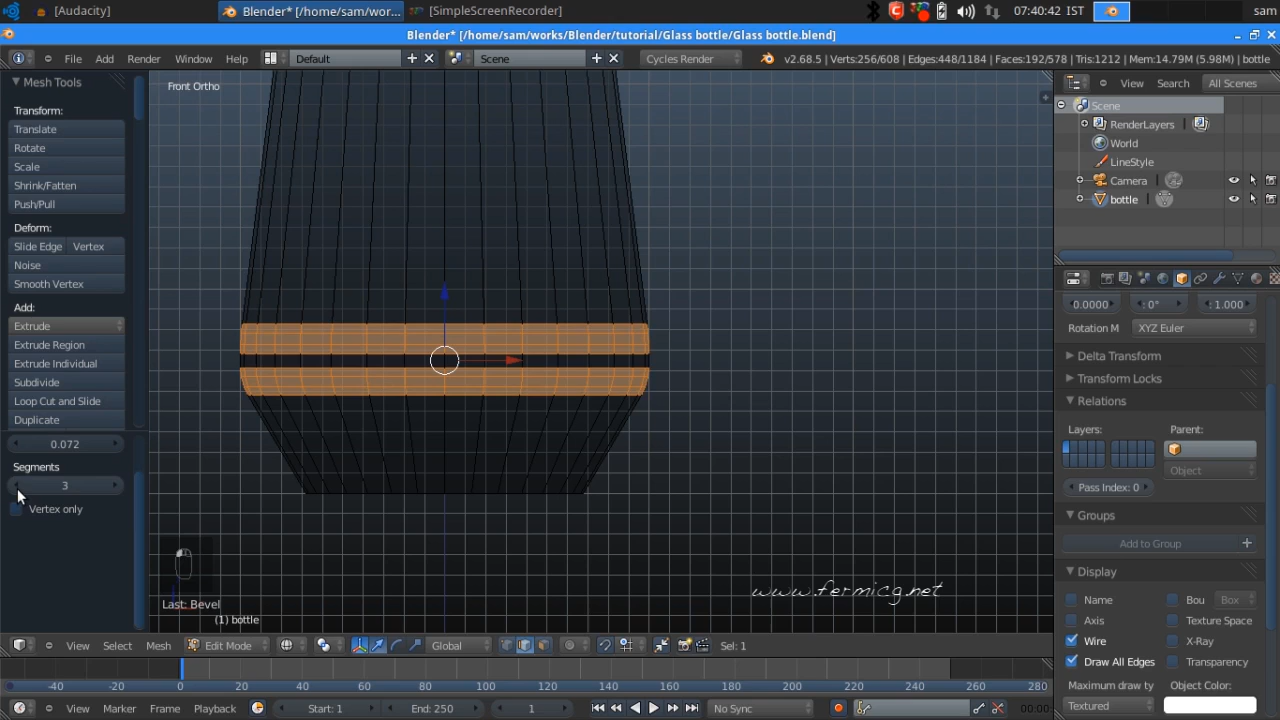 [Audacity]
Blender* [/home/sam/wor...
[SimpleScreenRecorder]
07:40:42 IST
sam
Blender* [/home/sam/works/Blender/tutorial/Glass bottle/Glass bottle.blend]
File Add Render Window Help
Default
Scene
Cycles Render
v2.68.5 | Verts:256/608 | Edges:448/1184 | Faces:192/578 | Tris:1212 | Mem:14.79M (5.98M) | bottle
Mesh Tools
Transform:
Translate
Rotate
Scale
Shrink/Fatten
Push/Pull
Deform:
Slide Edge Vertex
Noise
Smooth Vertex
Add:
Extrude
Extrude Region
Extrude Individual
Subdivide
Loop Cut and Slide
Duplicate
0.072
Segments
3
Vertex only
Front Ortho
www.fermicg.net
Last: Bevel
(1) bottle
View Search All Scenes
Scene
RenderLayers
World
LineStyle
Camera
bottle
0.0000 : 0° : 1.000
Rotation M XYZ Euler
Delta Transform
Transform Locks
Relations
Layers: Parent:
Object
Pass Index: 0
Groups
Add to Group
Display
Name Bou Box
Axis Texture Space
Wire X-Ray
Draw All Edges Transparency
Maximum draw ty Object Color:
Textured
View Select Mesh Edit Mode Global Sel: 1
-40 -20 0 20 40 60 80 100 120 140 160 180 200 220 240 260 280
View Marker Frame Playback Start: 1 End: 250 1 No Sync 00:00